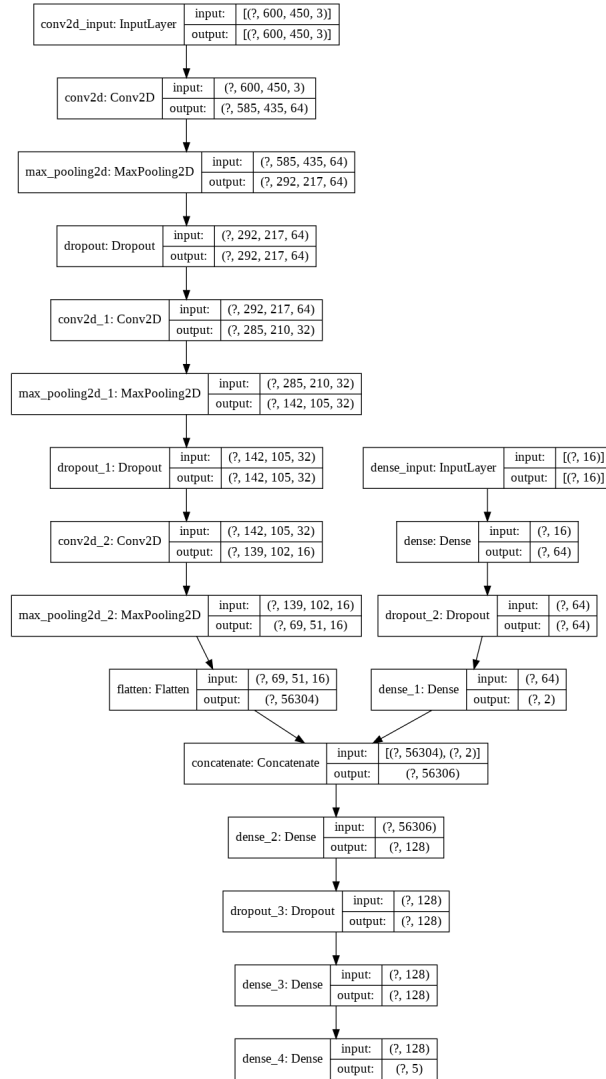 conv2d_input: InputLayer
input: [(?, 600, 450, 3)]
output: [(?, 600, 450, 3)]
conv2d: Conv2D
input: (?, 600, 450, 3)
output: (?, 585, 435, 64)
max_pooling2d: MaxPooling2D
input: (?, 585, 435, 64)
output: (?, 292, 217, 64)
dropout: Dropout
input: (?, 292, 217, 64)
output: (?, 292, 217, 64)
conv2d_1: Conv2D
input: (?, 292, 217, 64)
output: (?, 285, 210, 32)
max_pooling2d_1: MaxPooling2D
input: (?, 285, 210, 32)
output: (?, 142, 105, 32)
dropout_1: Dropout
input: (?, 142, 105, 32)
output: (?, 142, 105, 32)
dense_input: InputLayer
input: [(?, 16)]
output: [(?, 16)]
conv2d_2: Conv2D
input: (?, 142, 105, 32)
output: (?, 139, 102, 16)
dense: Dense
input: (?, 16)
output: (?, 64)
max_pooling2d_2: MaxPooling2D
input: (?, 139, 102, 16)
output: (?, 69, 51, 16)
dropout_2: Dropout
input: (?, 64)
output: (?, 64)
flatten: Flatten
input: (?, 69, 51, 16)
output: (?, 56304)
dense_1: Dense
input: (?, 64)
output: (?, 2)
concatenate: Concatenate
input: [(?, 56304), (?, 2)]
output: (?, 56306)
dense_2: Dense
input: (?, 56306)
output: (?, 128)
dropout_3: Dropout
input: (?, 128)
output: (?, 128)
dense_3: Dense
input: (?, 128)
output: (?, 128)
dense_4: Dense
input: (?, 128)
output: (?, 5)